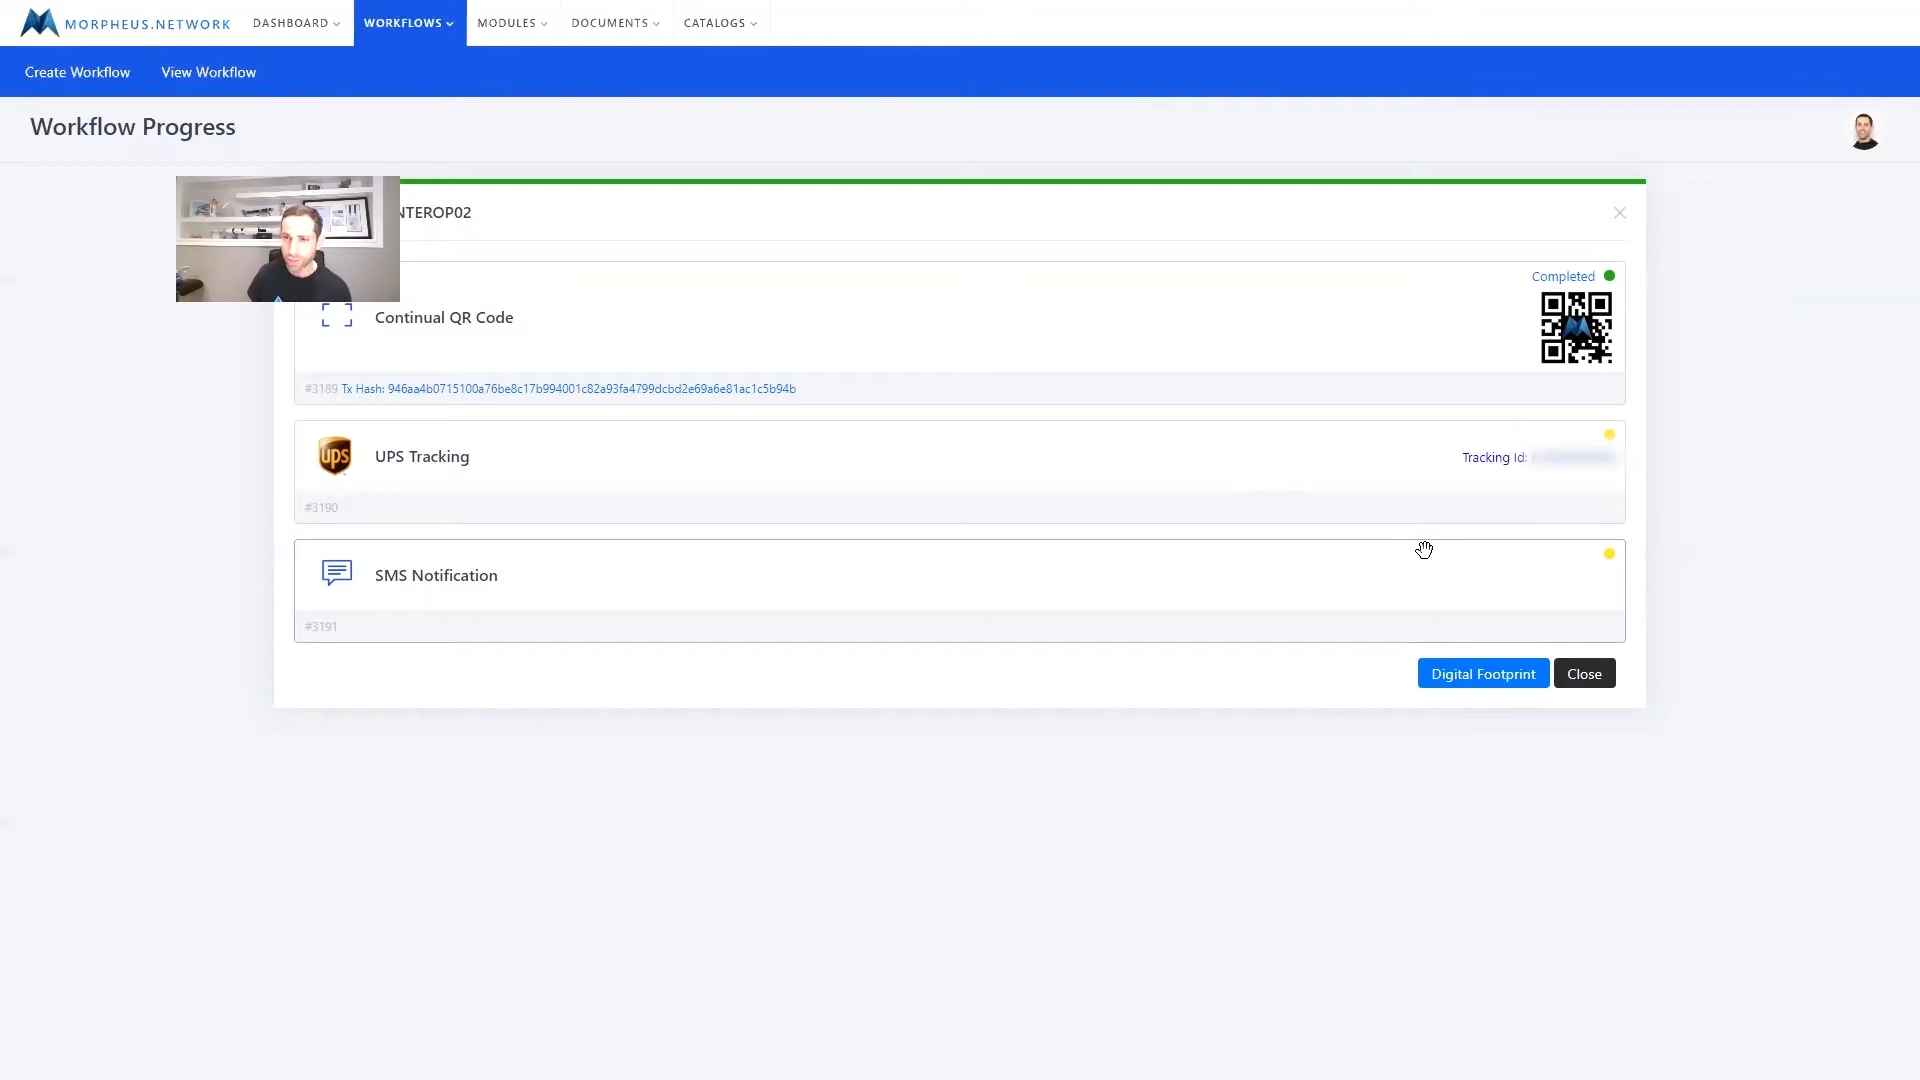 MORPHEUS.NETWORK DASHBOARD WORKFLOWS MODULES DOCUMENTS CATALOGS
Create Workflow View Workflow
Workflow Progress
NTEROP02
Completed
Continual QR Code
#3189 Tx Hash: 946aa4b0715100a76be8c17b994001c82a93fa4799dcbd2e69a6e81ac1c5b94b
ups UPS Tracking Tracking Id:
#3190
SMS Notification
#3191
Digital Footprint Close